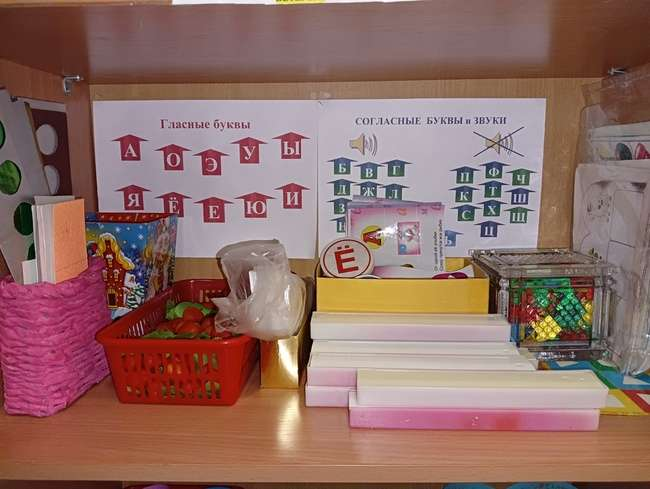 Гласные буквы
А О Э У Ы
Я Ё Е Ю И
СОГЛАСНЫЕ БУКВЫ и ЗВУКИ
Б В Г
П Ф Ч
Д Ж Л
К Т Ш
З
С Х Щ
Ц
Ь
Ё